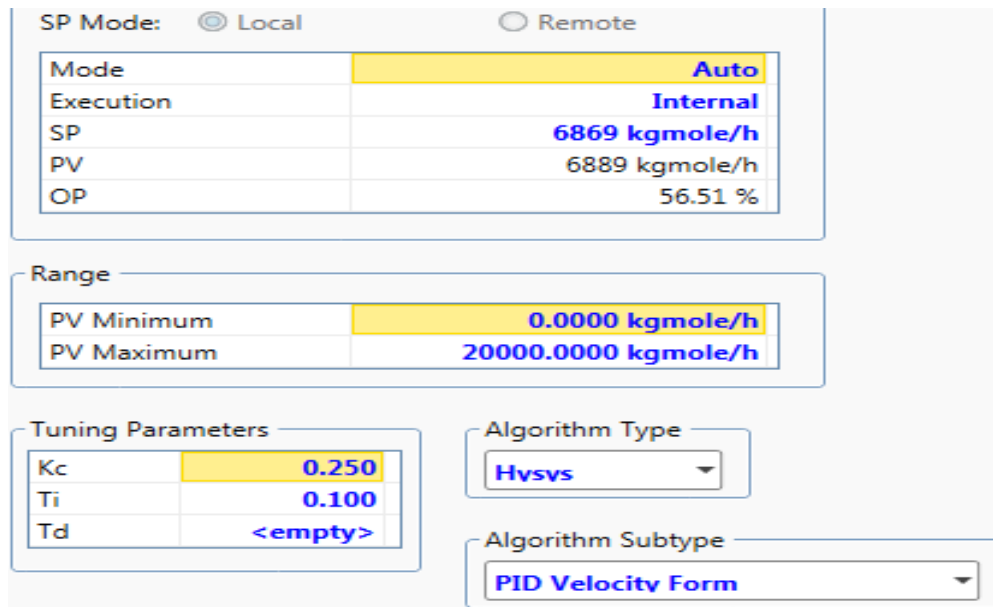 SP Mode: Local Remote
Mode Auto
Execution Internal
SP 6869 kgmole/h
PV 6889 kgmole/h
OP 56.51 %
Range
PV Minimum 0.0000 kgmole/h
PV Maximum 20000.0000 kgmole/h
Tuning Parameters
Kc 0.250
Ti 0.100
Td <empty>
Algorithm Type
Hysys
Algorithm Subtype
PID Velocity Form